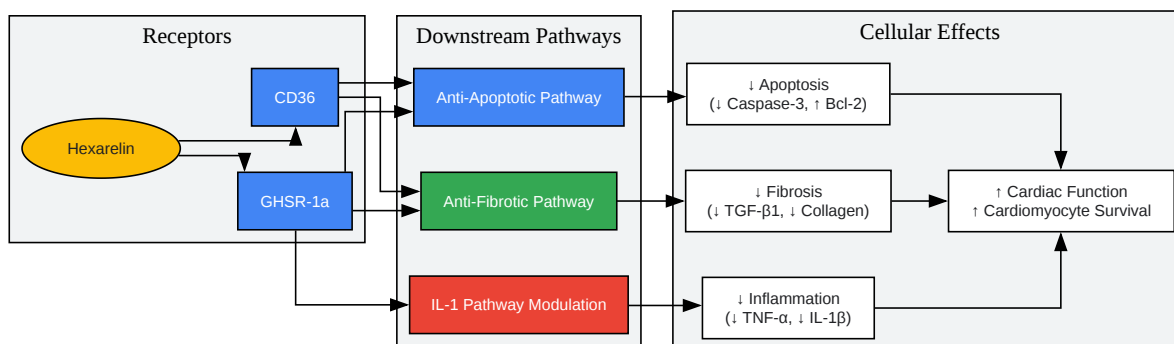 Receptors
Hexarelin
CD36
GHSR-1a
Downstream Pathways
Anti-Apoptotic Pathway
Anti-Fibrotic Pathway
IL-1 Pathway Modulation
Cellular Effects
↓ Apoptosis
(↓ Caspase-3, ↑ Bcl-2)
↓ Fibrosis
(↓ TGF-β1, ↓ Collagen)
↓ Inflammation
(↓ TNF-α, ↓ IL-1β)
↑ Cardiac Function
↑ Cardiomyocyte Survival